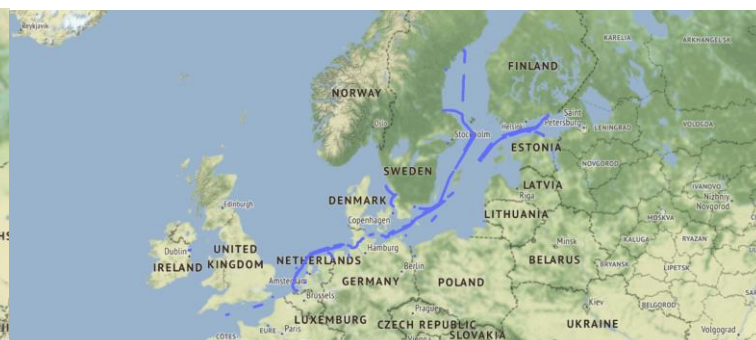 Reykjavik
FINLAND
KARELIA
ARKHANGELSK
NORWAY
Oslo
Stockholm
Helsinki
Saint
Petersburg
LENINGRAD
VOLOGDA
ESTONIA
SWEDEN
NOVGOROD
LATVIA
Riga
DENMARK
Copenhagen
LITHUANIA
Edinburgh
IVANOVO
Nizhniy
Novgorod
MOSKVA
UNITED
KINGDOM
Dublin
IRELAND
NETHERLANDS
Hamburg
Amsterdam
Berlin
Minsk
KALUGA
RYAZAN
BELARUS
BRYANSK
LIPETSK
GERMANY
POLAND
Brussels
LUXEMBURG
Prague
CZECH REPUBLIC
SLOVAKIA
Kiev
BELGOROD
UKRAINE
Volgograd
CÔTES
EURE
Paris